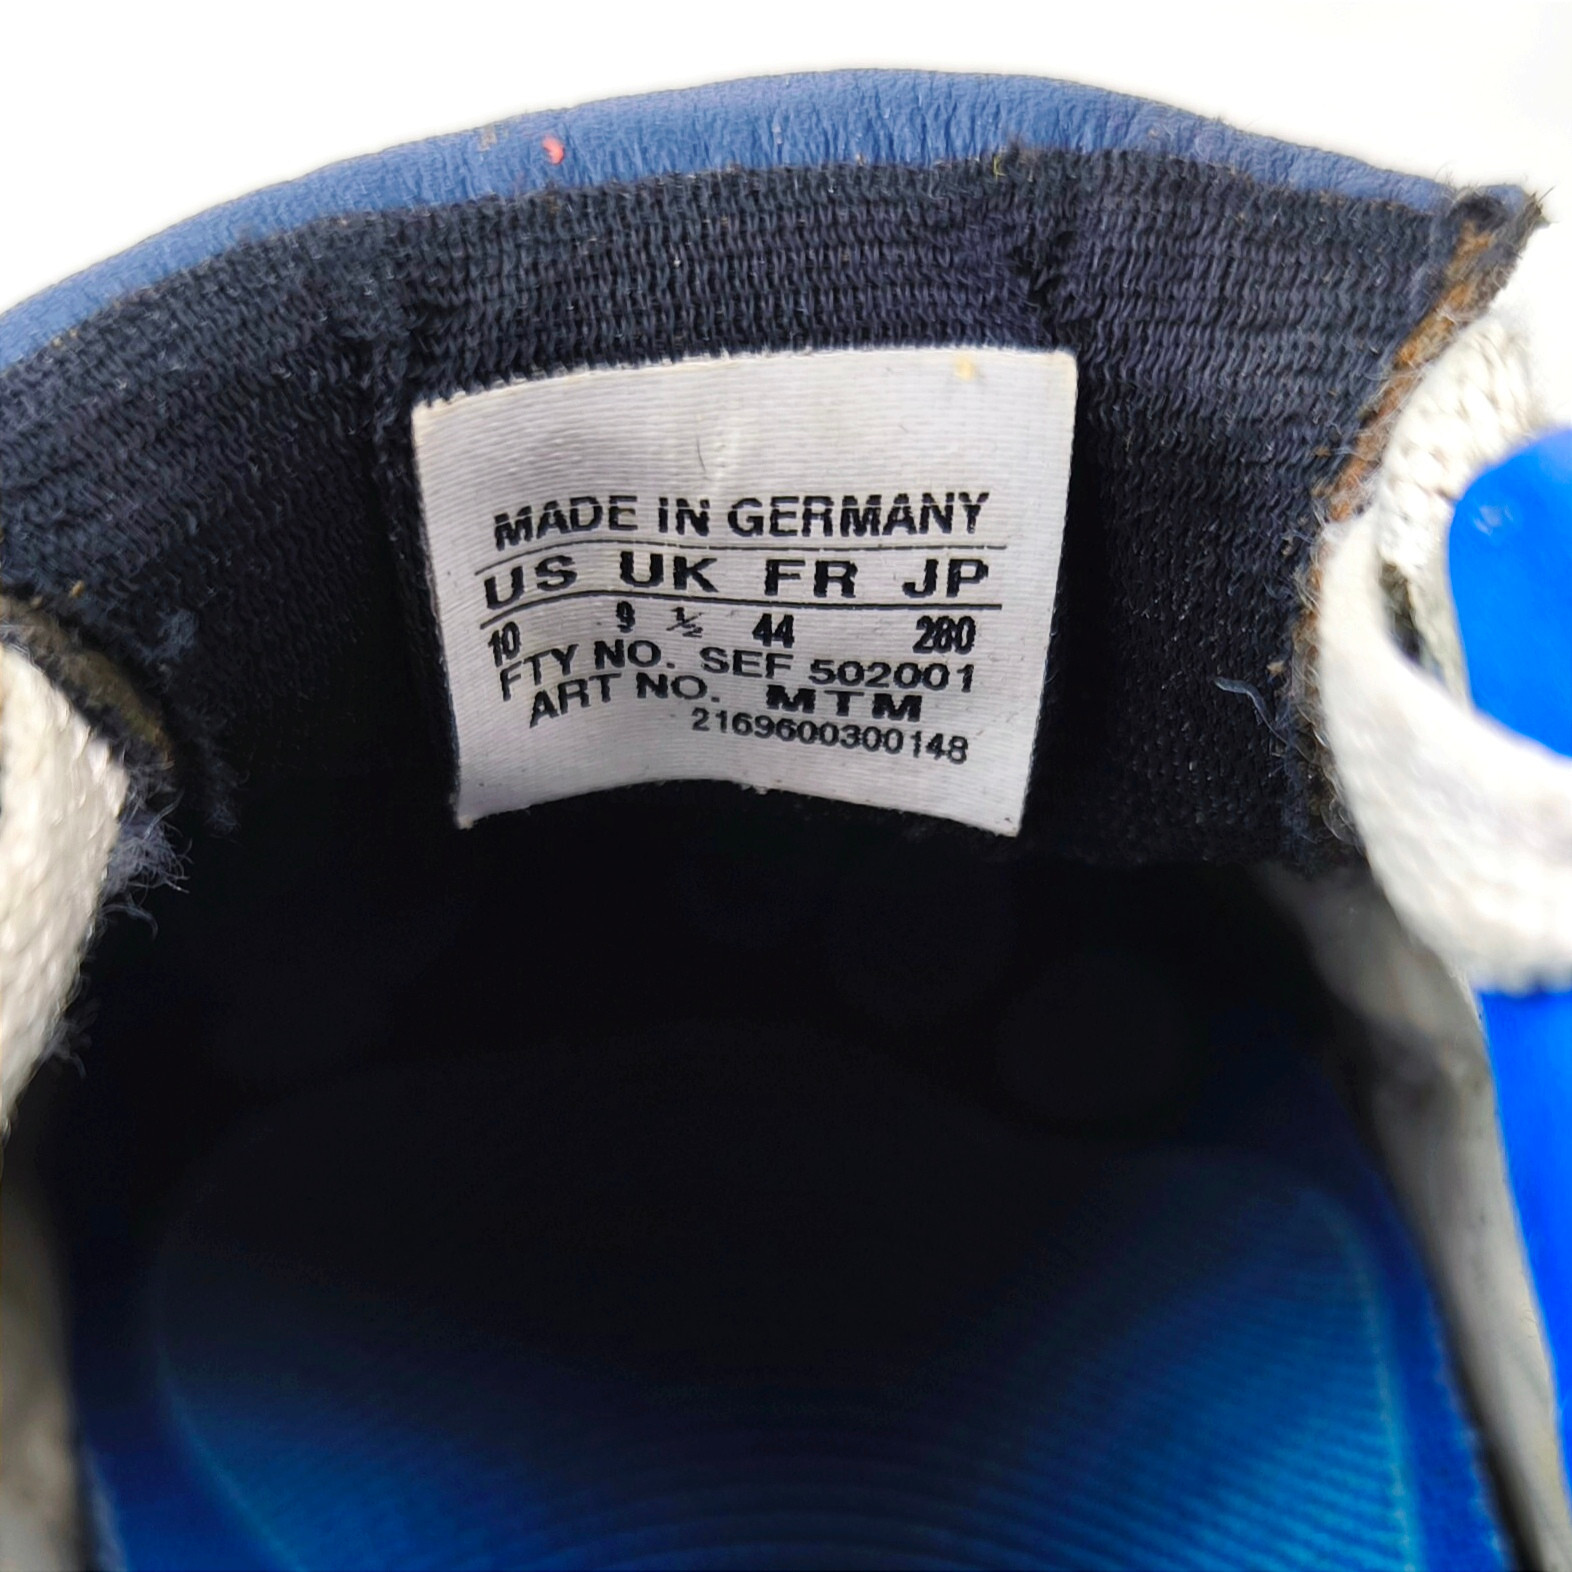 MADE IN GERMANY
US UK FR JP
10 9 ½ 44 280
FTY NO. SEF 502001
ART NO. MTM
2169600300148